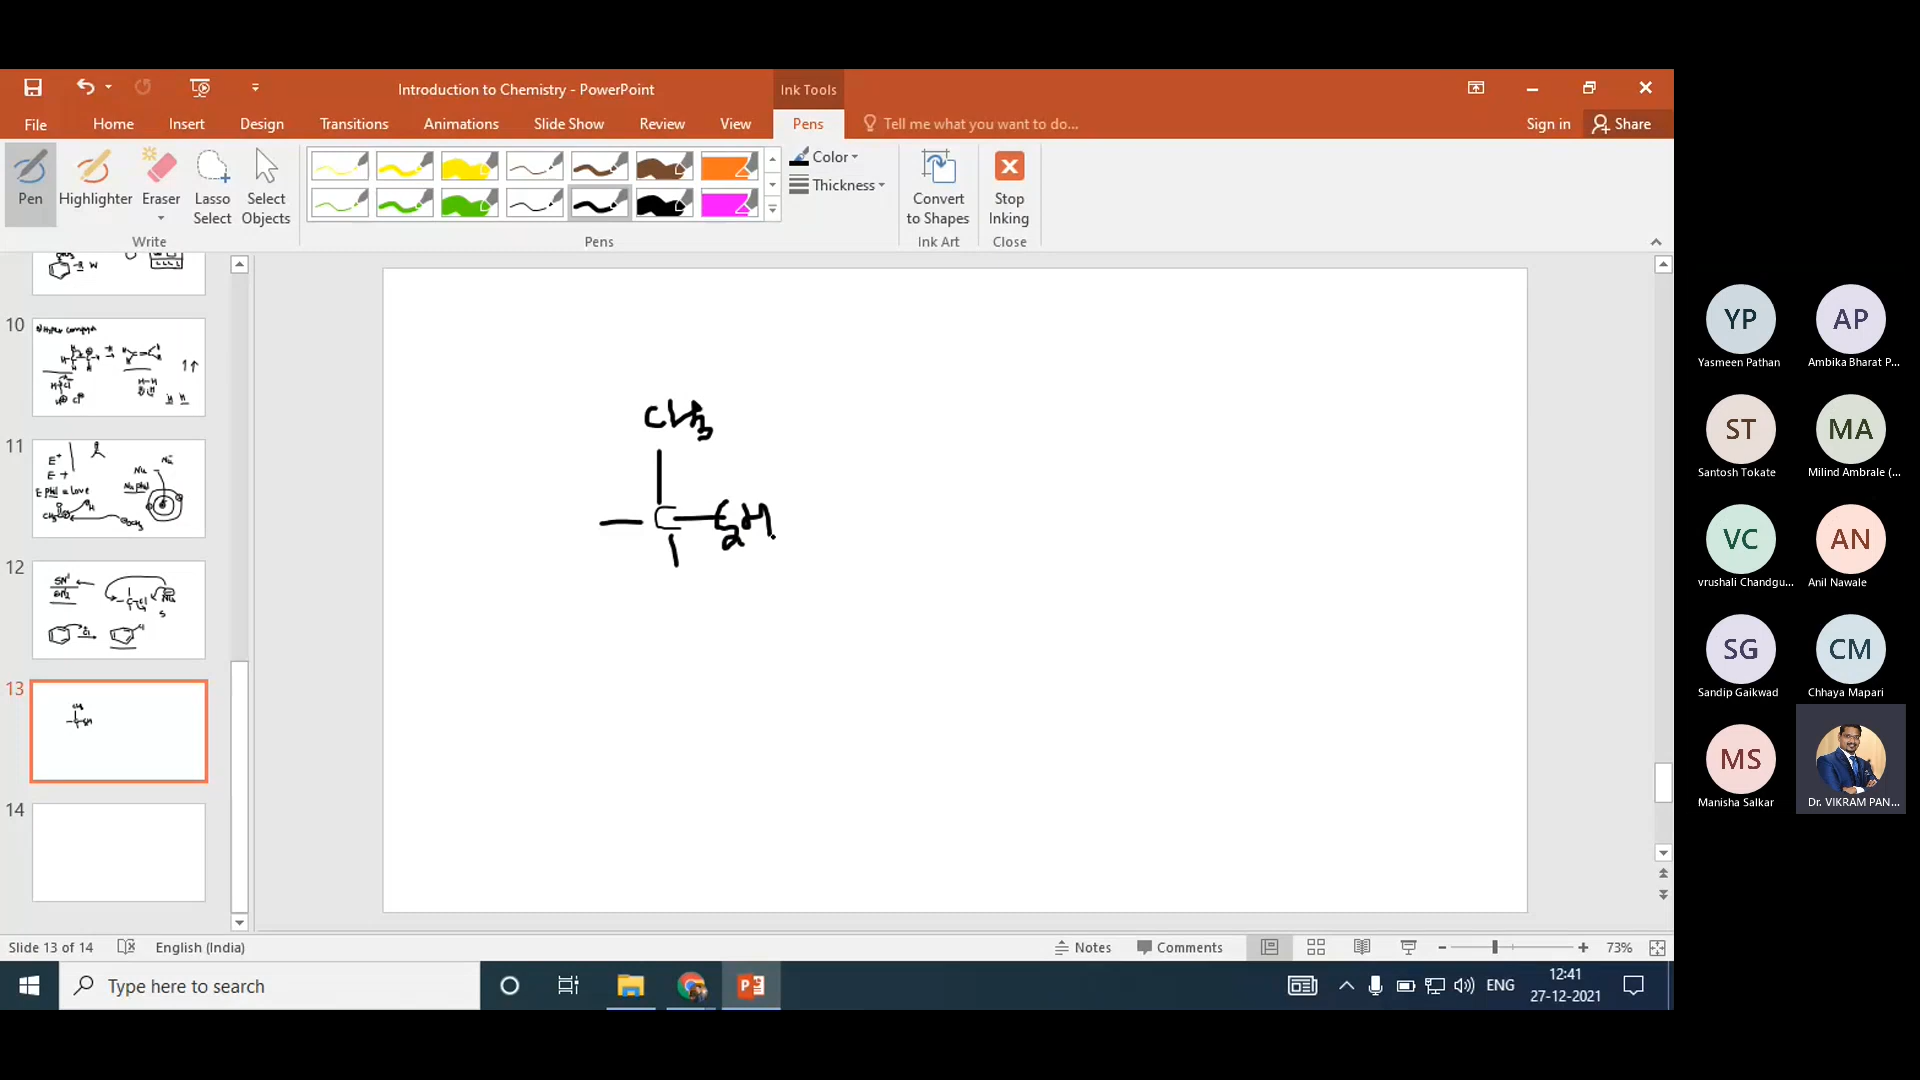 Introduction to Chemistry - PowerPoint
Ink Tools
File
Home
Insert
Design
Transitions
Animations
Slide Show
Review
View
Pens
Tell me what you want to do...
Sign in
Share
Pen
Highlighter
Eraser
Lasso
Select
Select
Objects
Write
Pens
Color
Thickness
Convert
to Shapes
Ink Art
Stop
Inking
Close
10
11
E+
E+
Nu
12
SN1
SN2
13
14
CH3
C-C2H
YP
Yasmeen Pathan
AP
Ambika Bharat P...
ST
Santosh Tokate
MA
Milind Ambrale (...
VC
vrushali Chandgu...
AN
Anil Nawale
SG
Sandip Gaikwad
CM
Chhaya Mapari
MS
Manisha Salkar
Dr. VIKRAM PAN...
Slide 13 of 14
English (India)
Notes
Comments
73%
Type here to search
ENG
12:41
27-12-2021